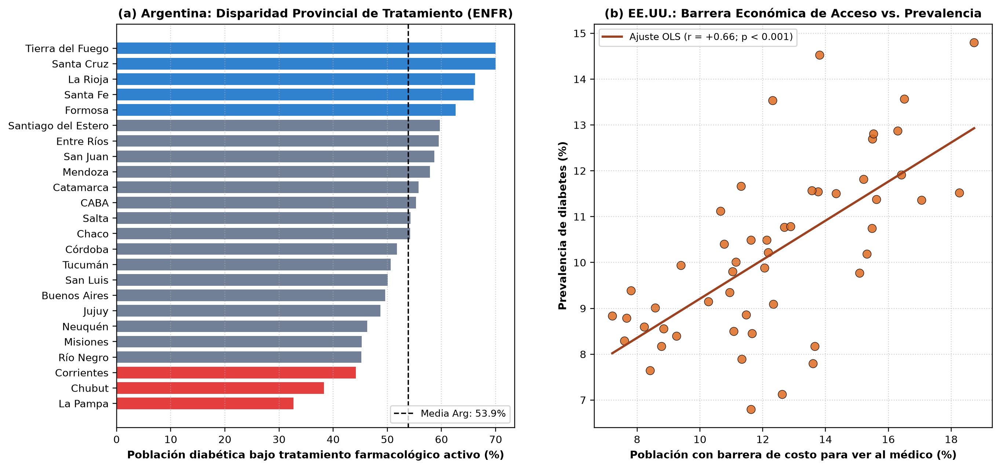 (a) Argentina: Disparidad Provincial de Tratamiento (ENFR)
Tierra del Fuego
Santa Cruz
La Rioja
Santa Fe
Formosa
Santiago del Estero
Entre Ríos
San Juan
Mendoza
Catamarca
CABA
Salta
Chaco
Córdoba
Tucumán
San Luis
Buenos Aires
Jujuy
Neuquén
Misiones
Río Negro
Corrientes
Chubut
La Pampa
Media Arg: 53.9%
0 10 20 30 40 50 60 70
Población diabética bajo tratamiento farmacológico activo (%)
(b) EE.UU.: Barrera Económica de Acceso vs. Prevalencia
Ajuste OLS (r = +0.66; p < 0.001)
Prevalencia de diabetes (%)
15
14
13
12
11
10
9
8
7
8 10 12 14 16 18
Población con barrera de costo para ver al médico (%)